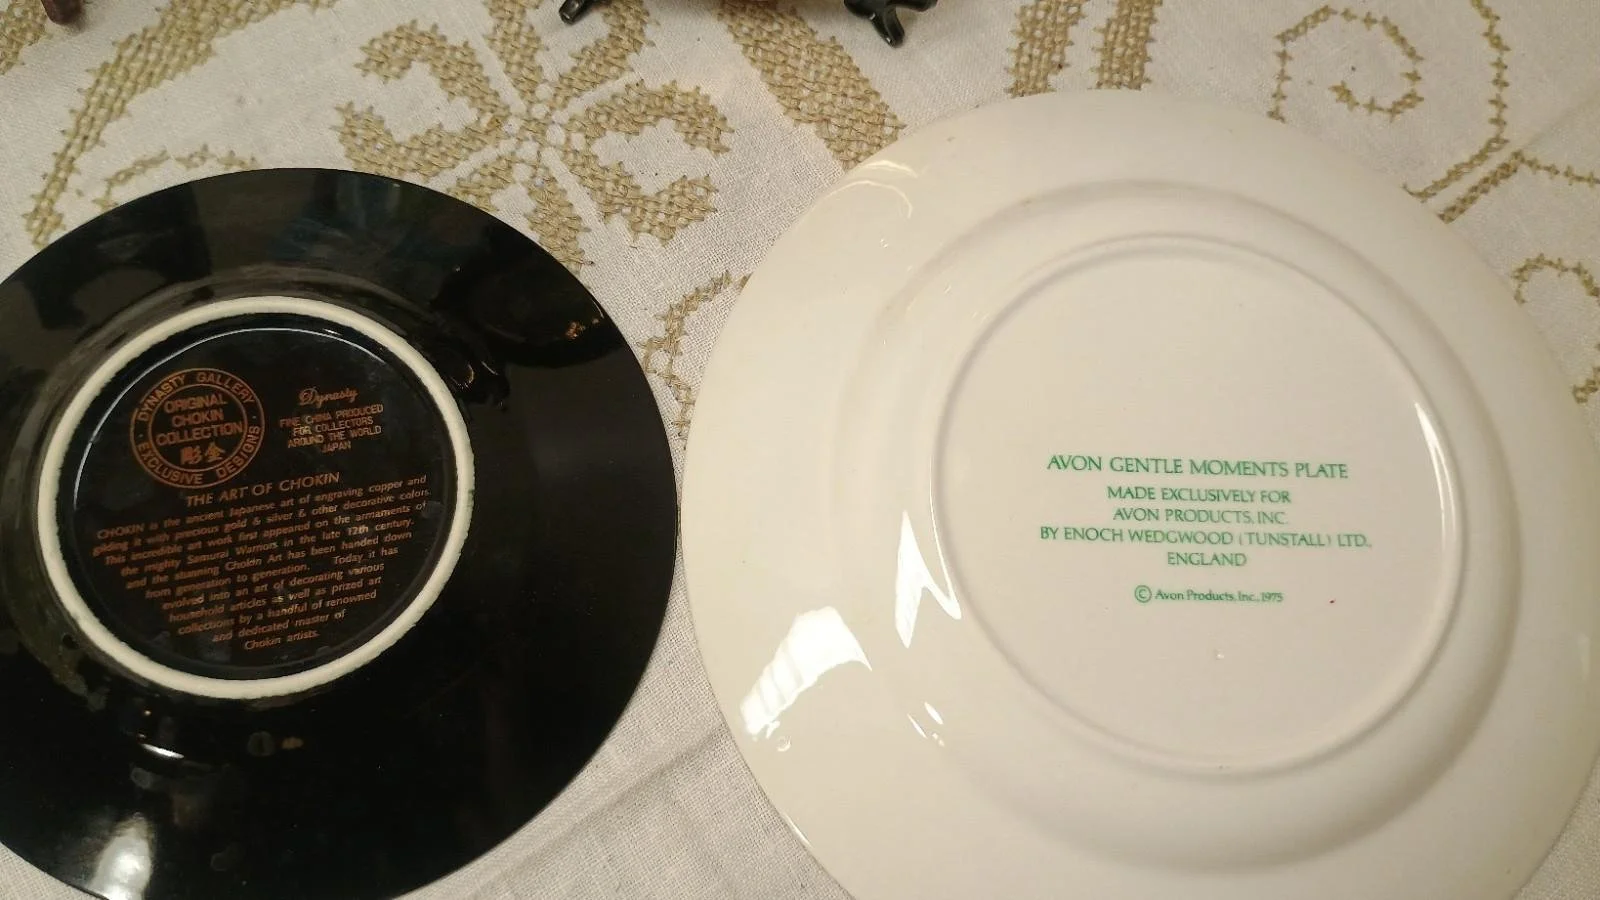 DYNASTY GALLERY
ORIGINAL
CHOKIN
COLLECTION
彫金
EXCLUSIVE DESIGNS
Dynasty
FINE CHINA PRODUCED
FOR COLLECTORS
AROUND THE WORLD
JAPAN
THE ART OF CHOKIN
CHOKIN is the ancient Japanese art of engraving copper and
gilding it with precious gold & silver & other decorative colors.
This incredible art work first appeared on the armaments of
the mighty Samurai Warriors in the late 12th century.
and the stunning Chokin Art has been handed down
from generation to generation. Today it has
evolved into an art of decorating various
household articles as well as prized art
collections by a handful of renowned
and dedicated master of
Chokin artists.
AVON GENTLE MOMENTS PLATE
MADE EXCLUSIVELY FOR
AVON PRODUCTS, INC.
BY ENOCH WEDGWOOD (TUNSTALL) LTD.,
ENGLAND
© Avon Products, Inc., 1975